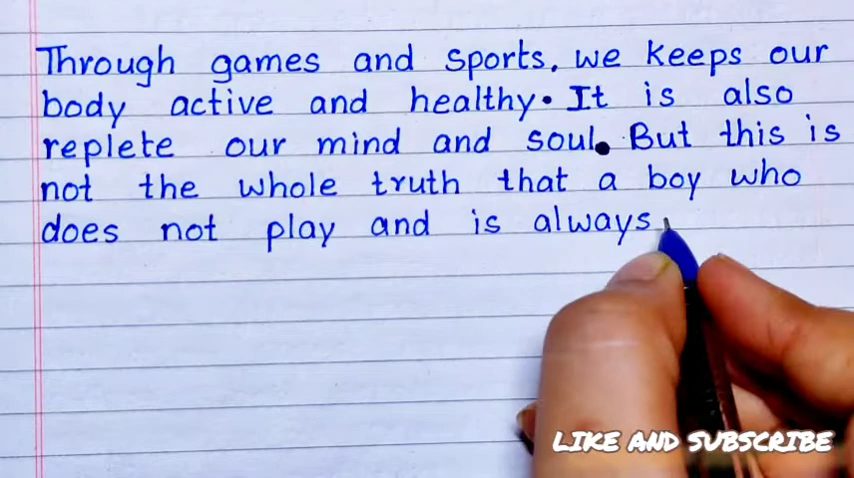 Through games and sports, we keeps our
body active and healthy. It is also
replete our mind and soul. But this is
not the whole truth that a boy who
does not play and is always
LIKE AND SUBSCRIBE